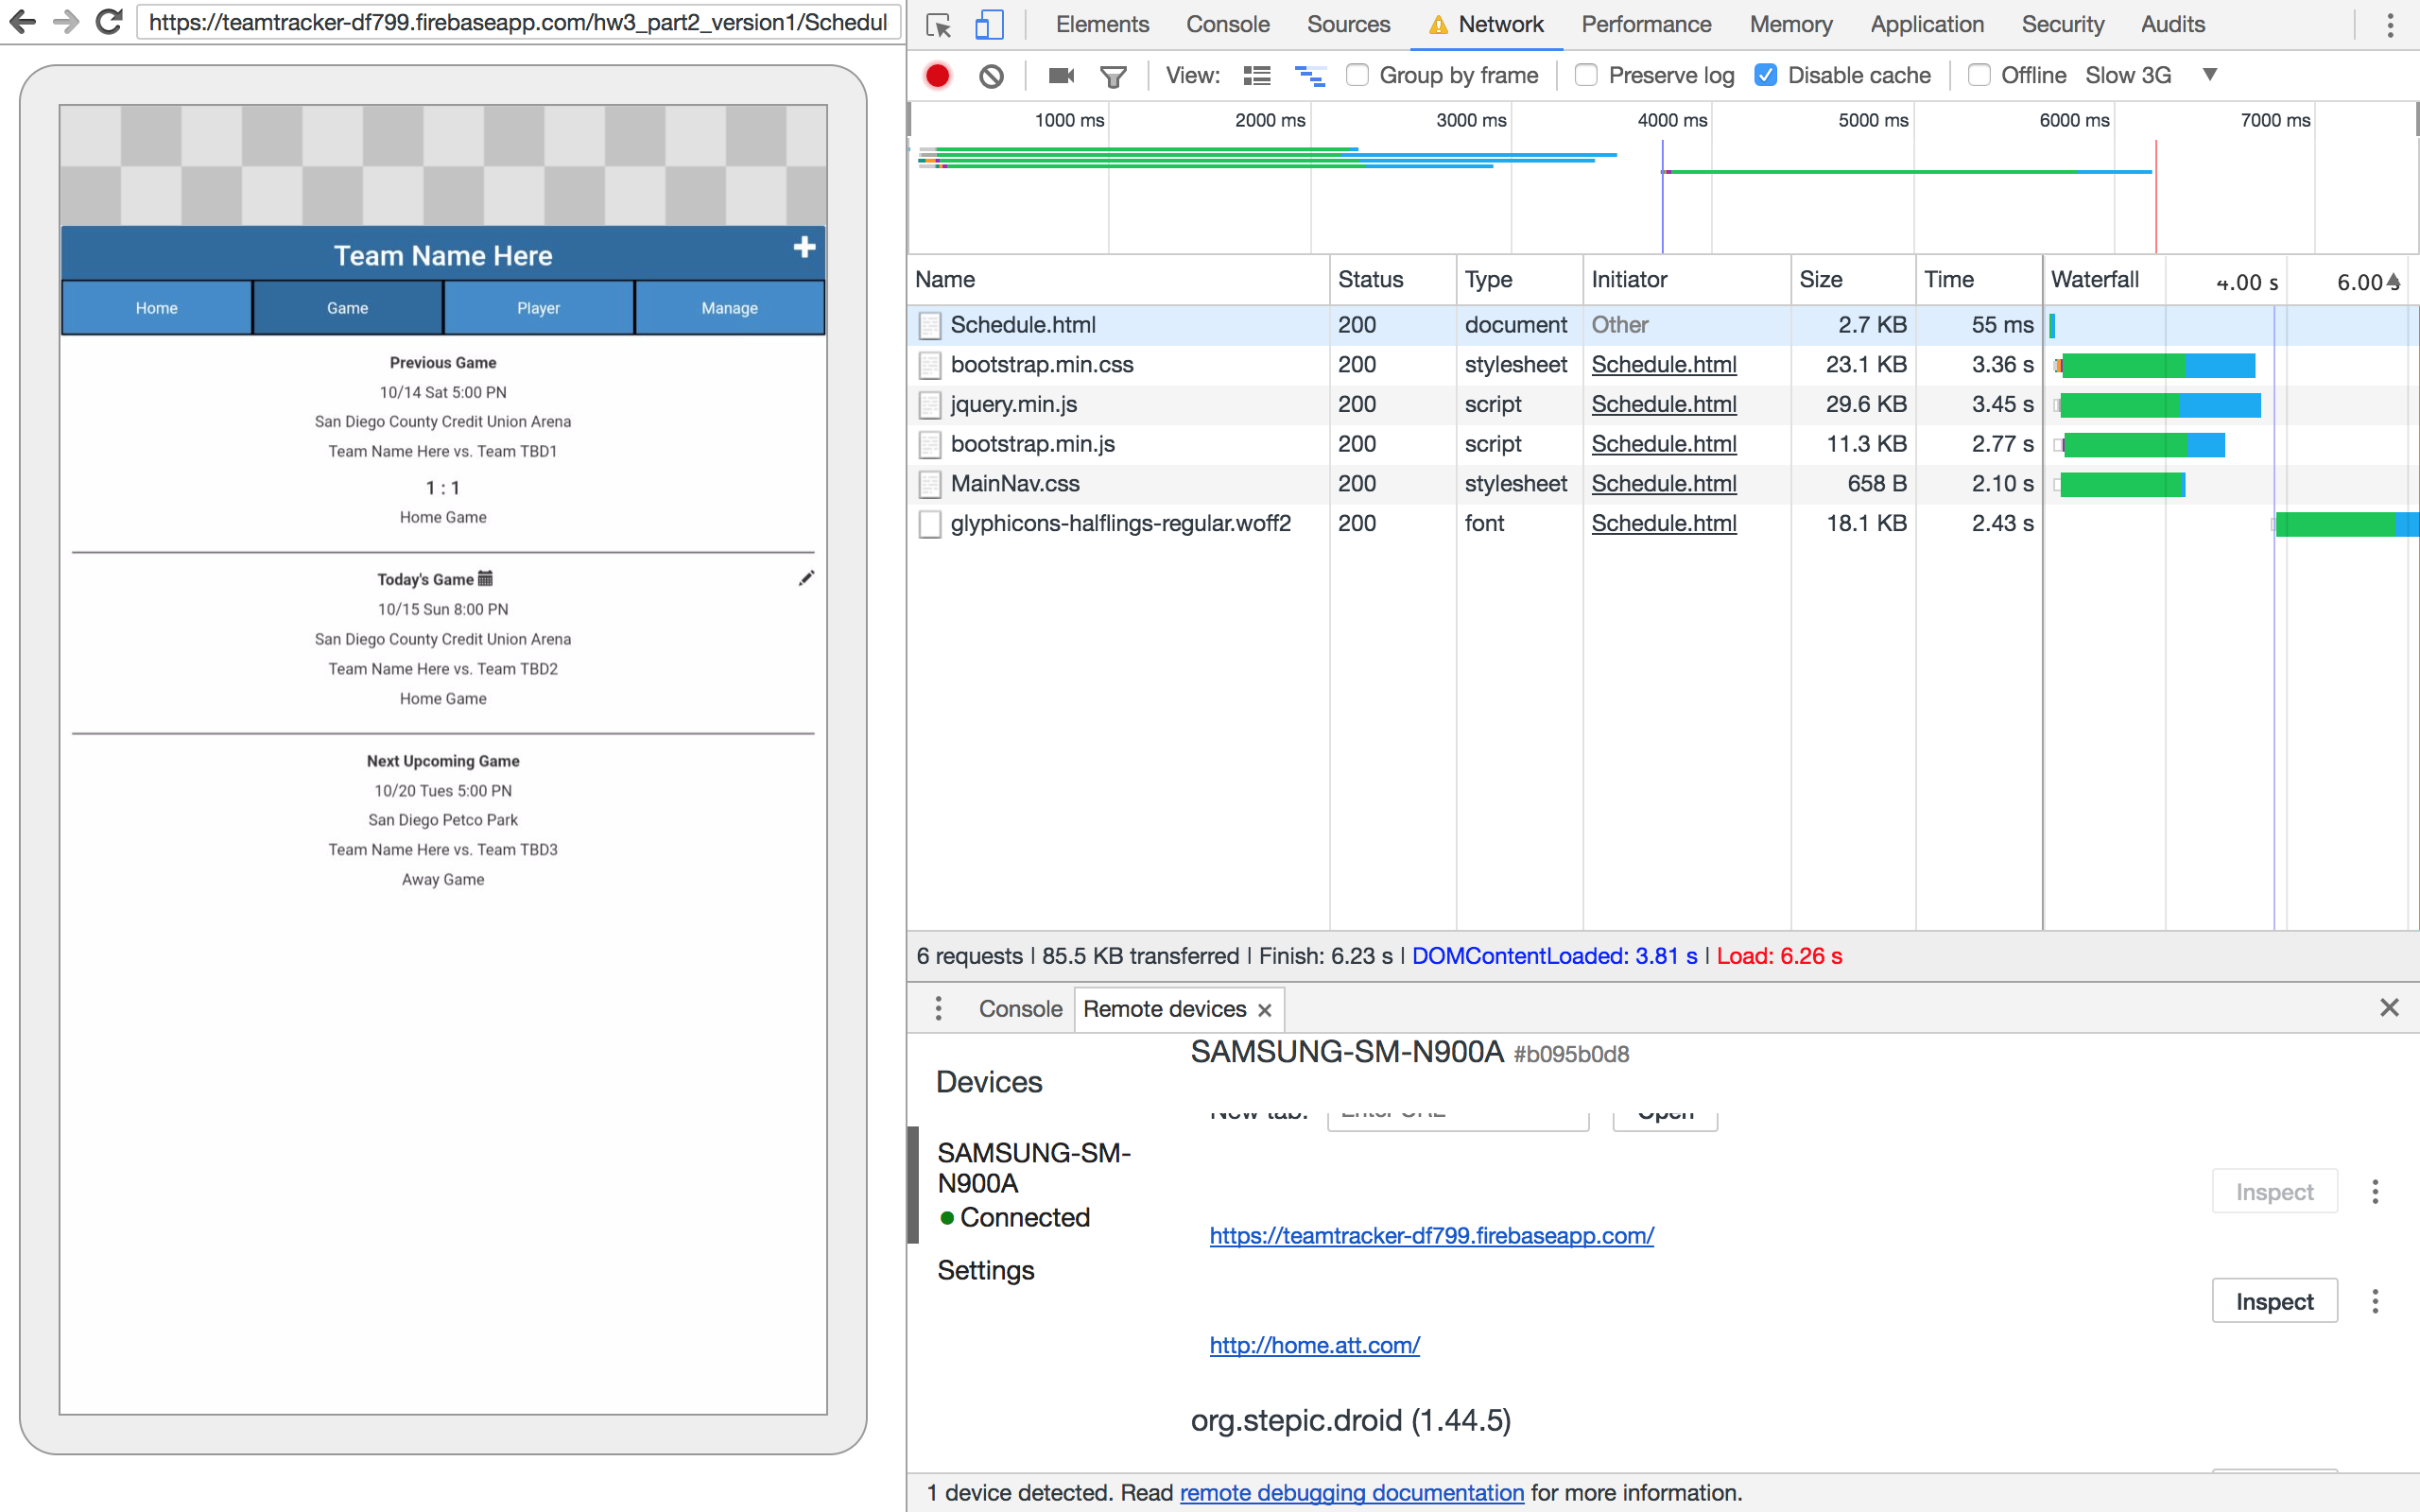 https://teamtracker-df799.firebaseapp.com/hw3_part2_version1/Schedul
Team Name Here
Home Game Player Manage
Previous Game
10/14 Sat 5:00 PN
San Diego County Credit Union Arena
Team Name Here vs. Team TBD1
1 : 1
Home Game
Today's Game
10/15 Sun 8:00 PN
San Diego County Credit Union Arena
Team Name Here vs. Team TBD2
Home Game
Next Upcoming Game
10/20 Tues 5:00 PN
San Diego Petco Park
Team Name Here vs. Team TBD3
Away Game
Elements Console Sources Network Performance Memory Application Security Audits
View: Group by frame Preserve log Disable cache Offline Slow 3G
1000 ms 2000 ms 3000 ms 4000 ms 5000 ms 6000 ms 7000 ms
Name Status Type Initiator Size Time Waterfall 4.00 s 6.00 s
Schedule.html 200 document Other 2.7 KB 55 ms
bootstrap.min.css 200 stylesheet Schedule.html 23.1 KB 3.36 s
jquery.min.js 200 script Schedule.html 29.6 KB 3.45 s
bootstrap.min.js 200 script Schedule.html 11.3 KB 2.77 s
MainNav.css 200 stylesheet Schedule.html 658 B 2.10 s
glyphicons-halflings-regular.woff2 200 font Schedule.html 18.1 KB 2.43 s
6 requests | 85.5 KB transferred | Finish: 6.23 s | DOMContentLoaded: 3.81 s | Load: 6.26 s
Console Remote devices
Devices
SAMSUNG-SM-N900A
Connected
Settings
SAMSUNG-SM-N900A #b095b0d8
New tab: Enter URL Open
Inspect
https://teamtracker-df799.firebaseapp.com/
Inspect
http://home.att.com/
org.stepic.droid (1.44.5)
1 device detected. Read remote debugging documentation for more information.